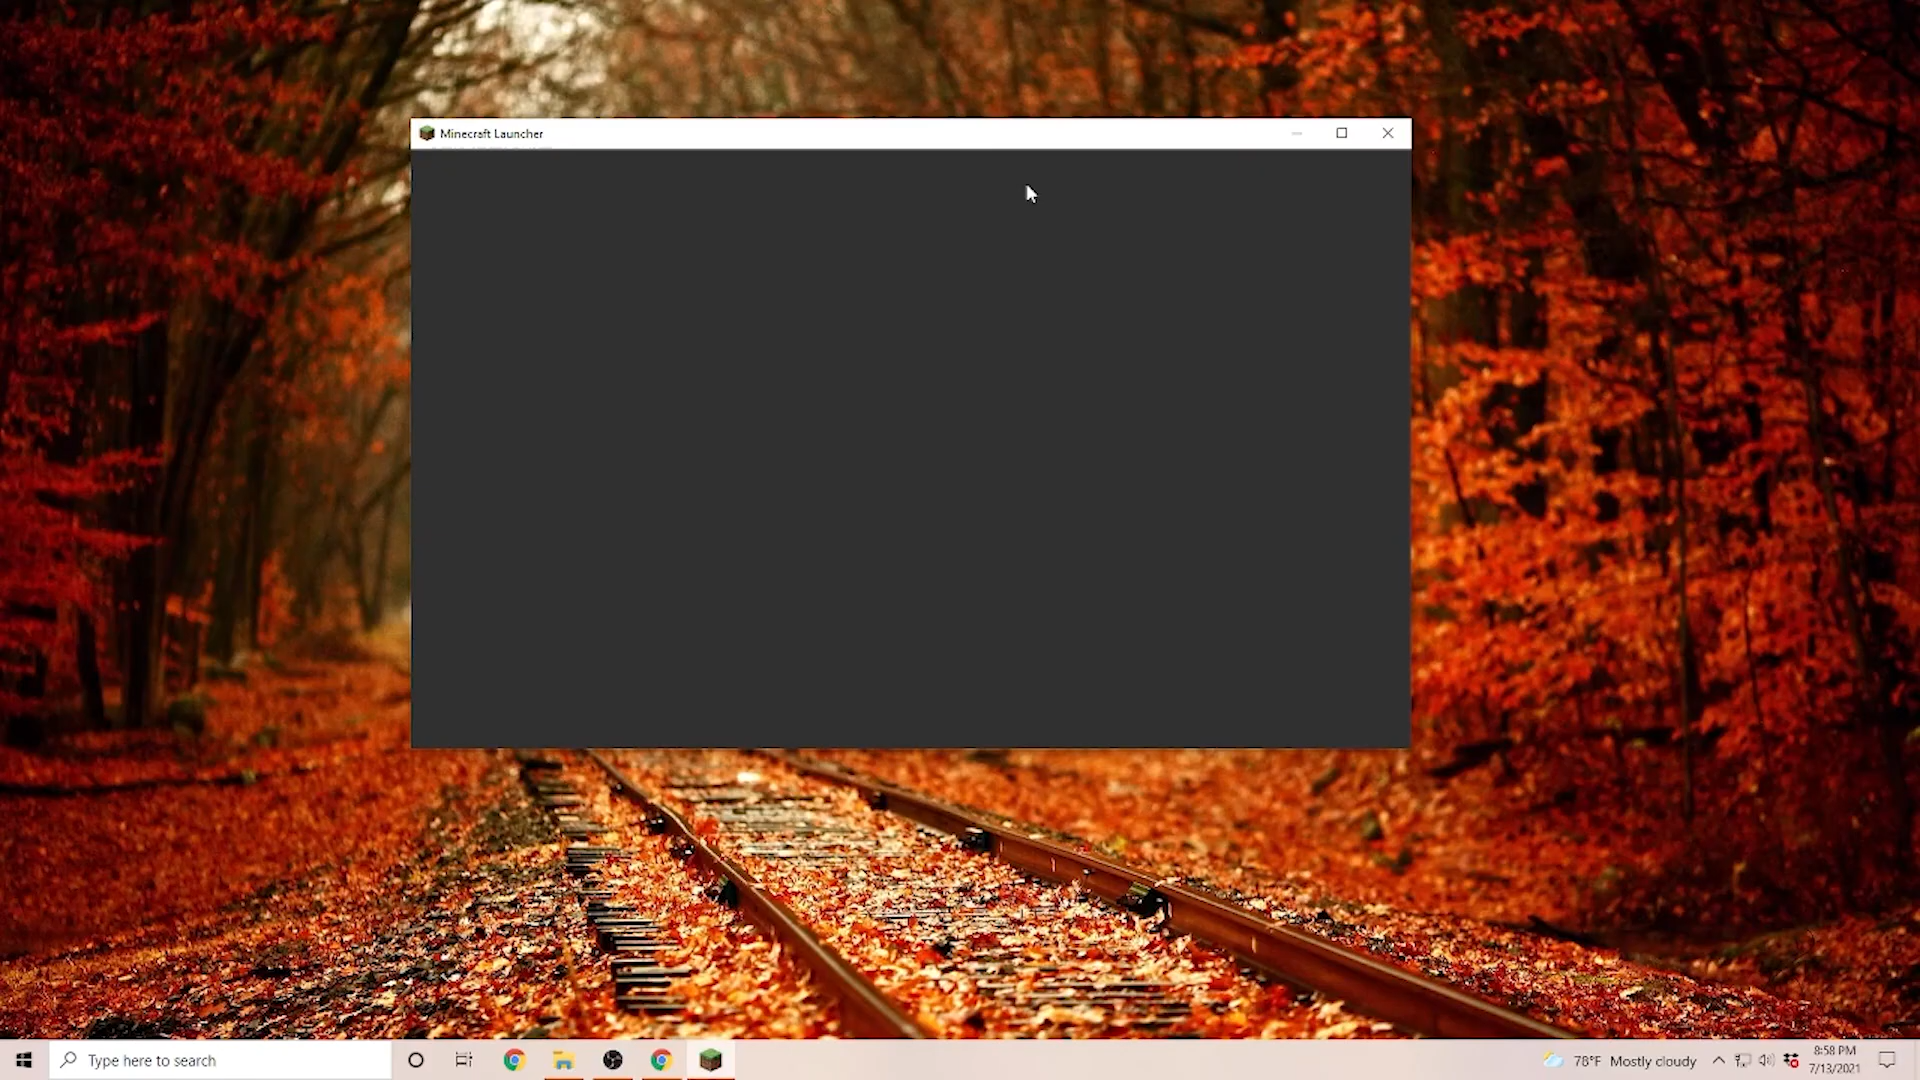 Minecraft Launcher
Type here to search
78°F Mostly cloudy
8:58 PM
7/13/2021